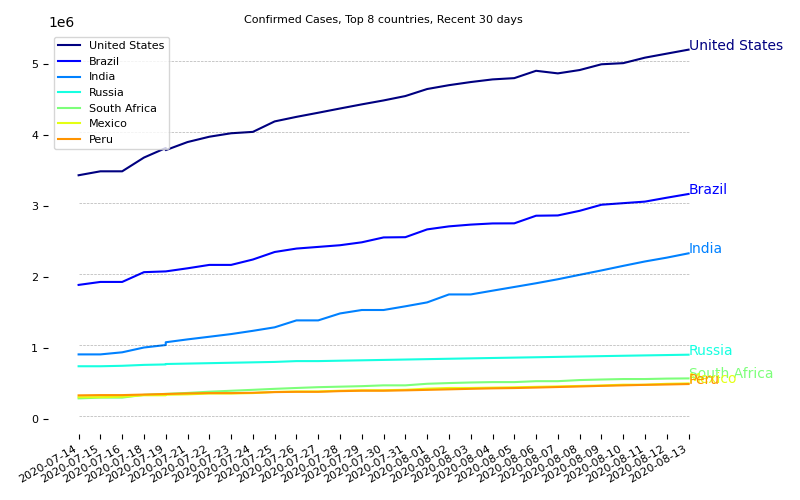 Confirmed Cases, Top 8 countries, Recent 30 days
1e6
United States
Brazil
India
Russia
South Africa
Mexico
Peru
5
4
3
2
1
0
United States
Brazil
India
Russia
South Africa
Mexico
Peru
2020-07-14
2020-07-15
2020-07-16
2020-07-18
2020-07-19
2020-07-21
2020-07-22
2020-07-23
2020-07-24
2020-07-25
2020-07-26
2020-07-27
2020-07-28
2020-07-29
2020-07-30
2020-07-31
2020-08-01
2020-08-02
2020-08-03
2020-08-04
2020-08-05
2020-08-06
2020-08-07
2020-08-08
2020-08-09
2020-08-10
2020-08-11
2020-08-12
2020-08-13